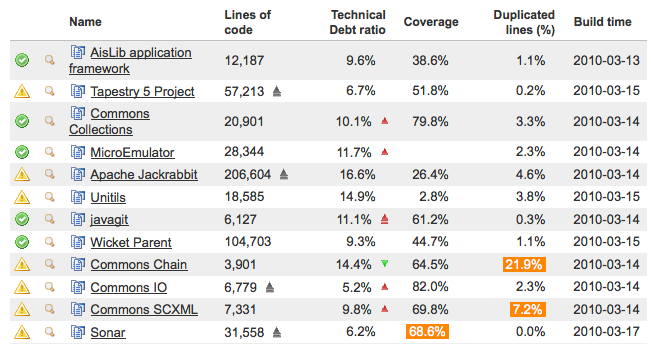 Name Lines of code Technical Debt ratio Coverage Duplicated lines (%) Build time
AisLib application framework 12,187 9.6% 38.6% 1.1% 2010-03-13
Tapestry 5 Project 57,213 6.7% 51.8% 0.2% 2010-03-15
Commons Collections 20,901 10.1% 79.8% 3.3% 2010-03-14
MicroEmulator 28,344 11.7% 2.3% 2010-03-14
Apache Jackrabbit 206,604 16.6% 26.4% 4.6% 2010-03-14
Unitils 18,585 14.9% 2.8% 3.8% 2010-03-15
javagit 6,127 11.1% 61.2% 0.3% 2010-03-14
Wicket Parent 104,703 9.3% 44.7% 1.1% 2010-03-15
Commons Chain 3,901 14.4% 64.5% 21.9% 2010-03-14
Commons IO 6,779 5.2% 82.0% 2.3% 2010-03-14
Commons SCXML 7,331 9.8% 69.8% 7.2% 2010-03-14
Sonar 31,558 6.2% 68.6% 0.0% 2010-03-17